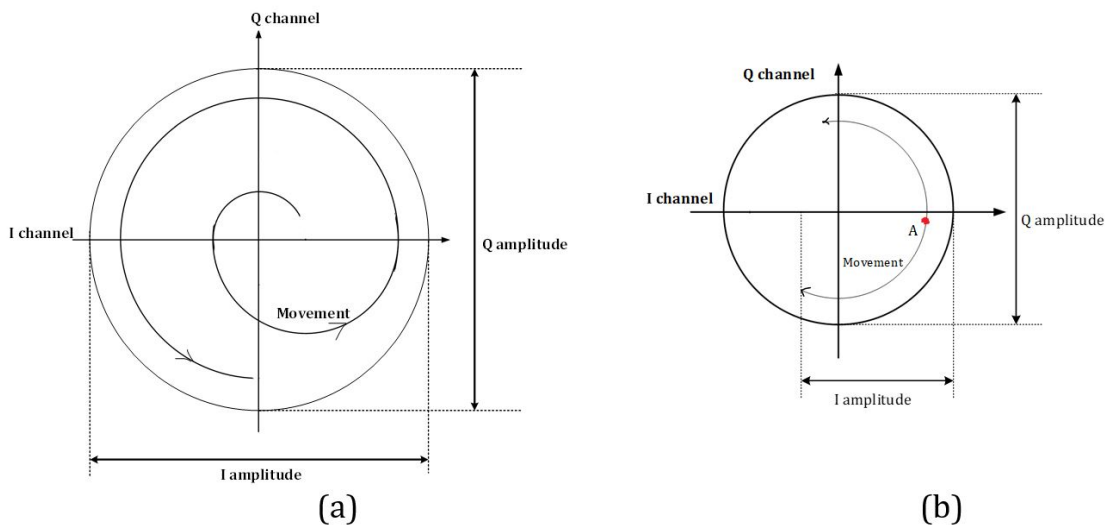 Q channel
I channel
Q amplitude
Movement
I amplitude
(a)
Q channel
I channel
A
Q amplitude
Movement
I amplitude
(b)